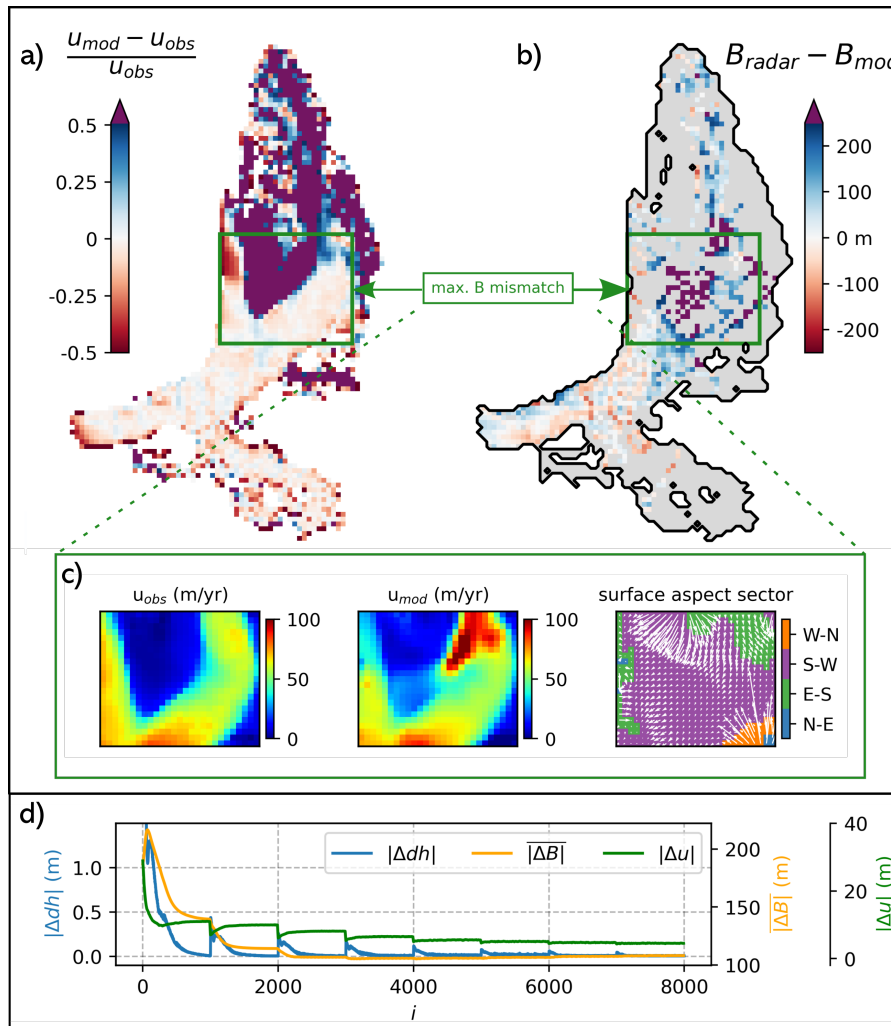 a)
u_mod − u_obs
u_obs
0.5
0.25
0
-0.25
-0.5
b)
B_radar − B_mod
200
100
0 m
-100
-200
max. B mismatch
c)
u_obs (m/yr)
100
50
0
u_mod (m/yr)
100
50
0
surface aspect sector
W-N
S-W
E-S
N-E
d)
|Δdh| |ΔB| |Δu|
|Δdh| (m)
1.0
0.5
0.0
0 2000 4000 6000 8000
i
200
150
100
|ΔB| (m)
40
20
0
|Δu| (m)